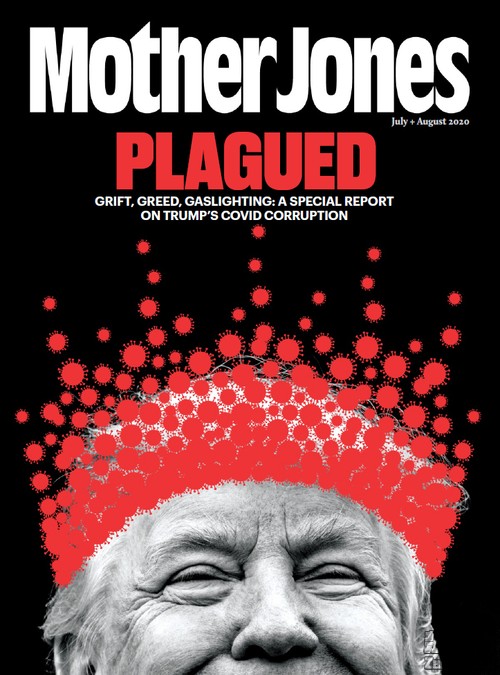 Mother Jones
July + August 2020
PLAGUED
GRIFT, GREED, GASLIGHTING: A SPECIAL REPORT
ON TRUMP'S COVID CORRUPTION